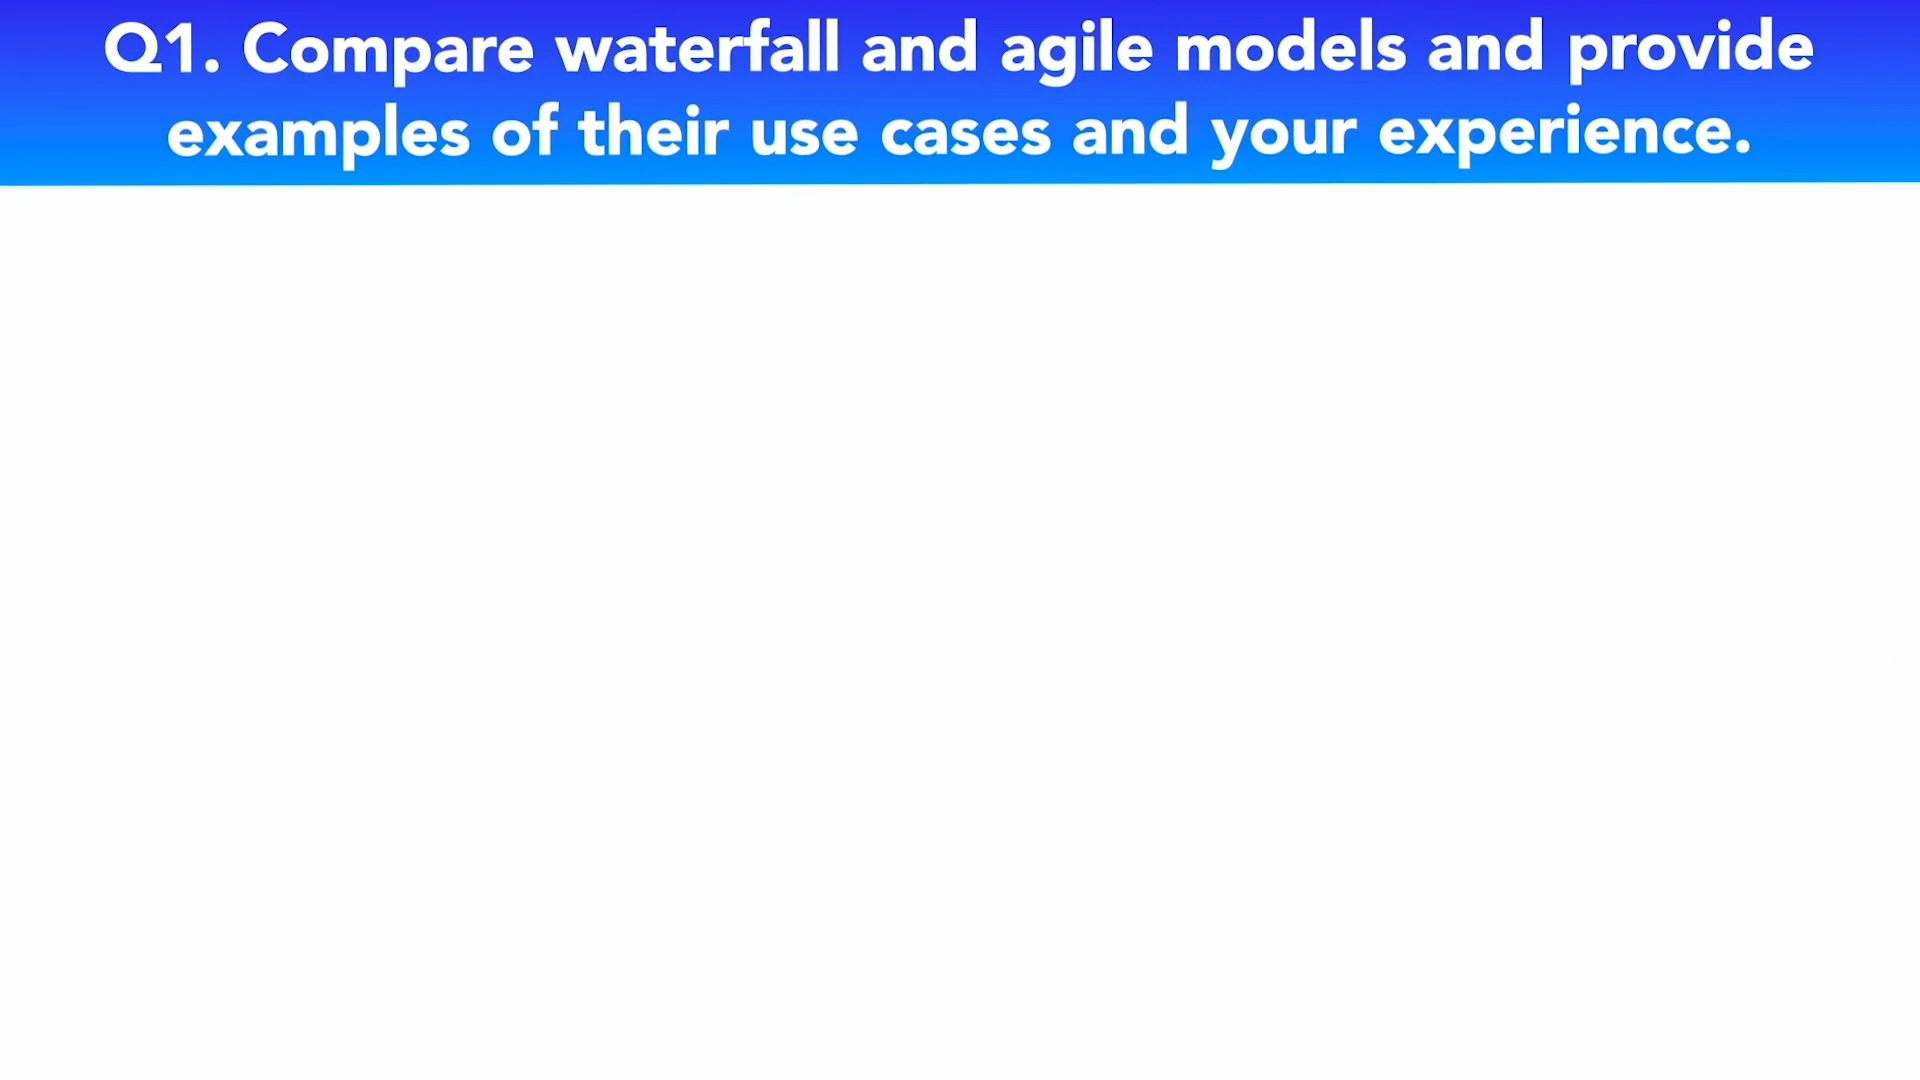 Q1. Compare waterfall and agile models and provide
examples of their use cases and your experience.